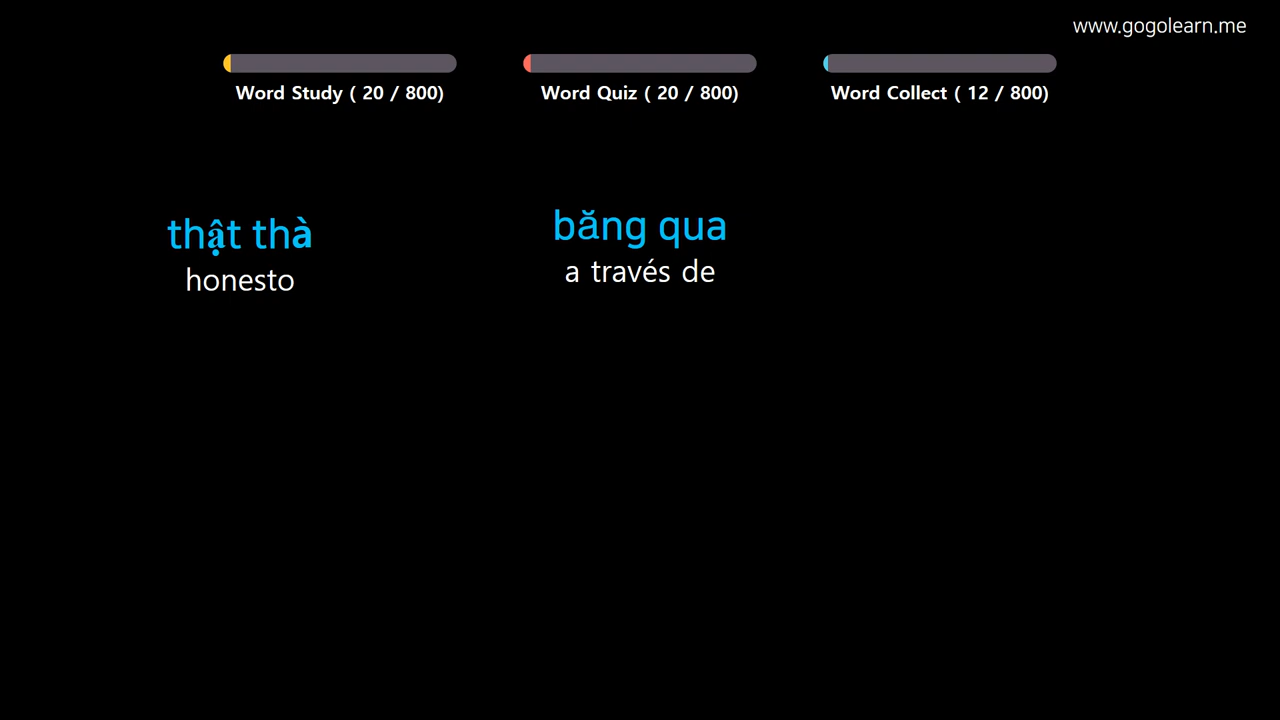 www.gogolearn.me
Word Study ( 20 / 800)
Word Quiz ( 20 / 800)
Word Collect ( 12 / 800)
thật thà
honesto
băng qua
a través de